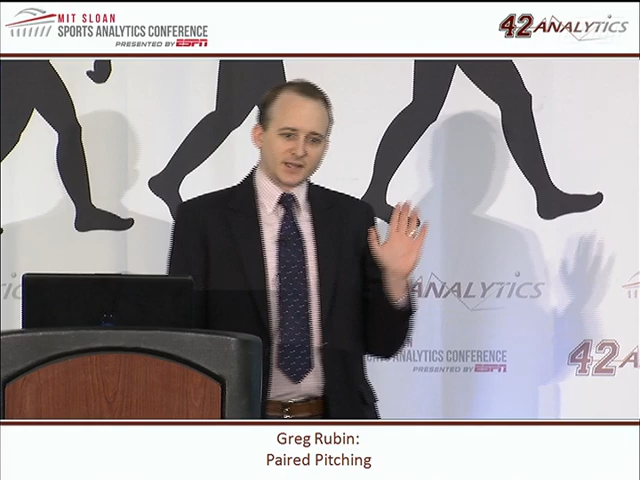 MIT SLOAN
SPORTS ANALYTICS CONFERENCE
PRESENTED BY ESPN
42 ANALYTICS
ANALYTICS
ANALYTICS CONFERENCE
PRESENTED BY ESPN
42
Greg Rubin:
Paired Pitching